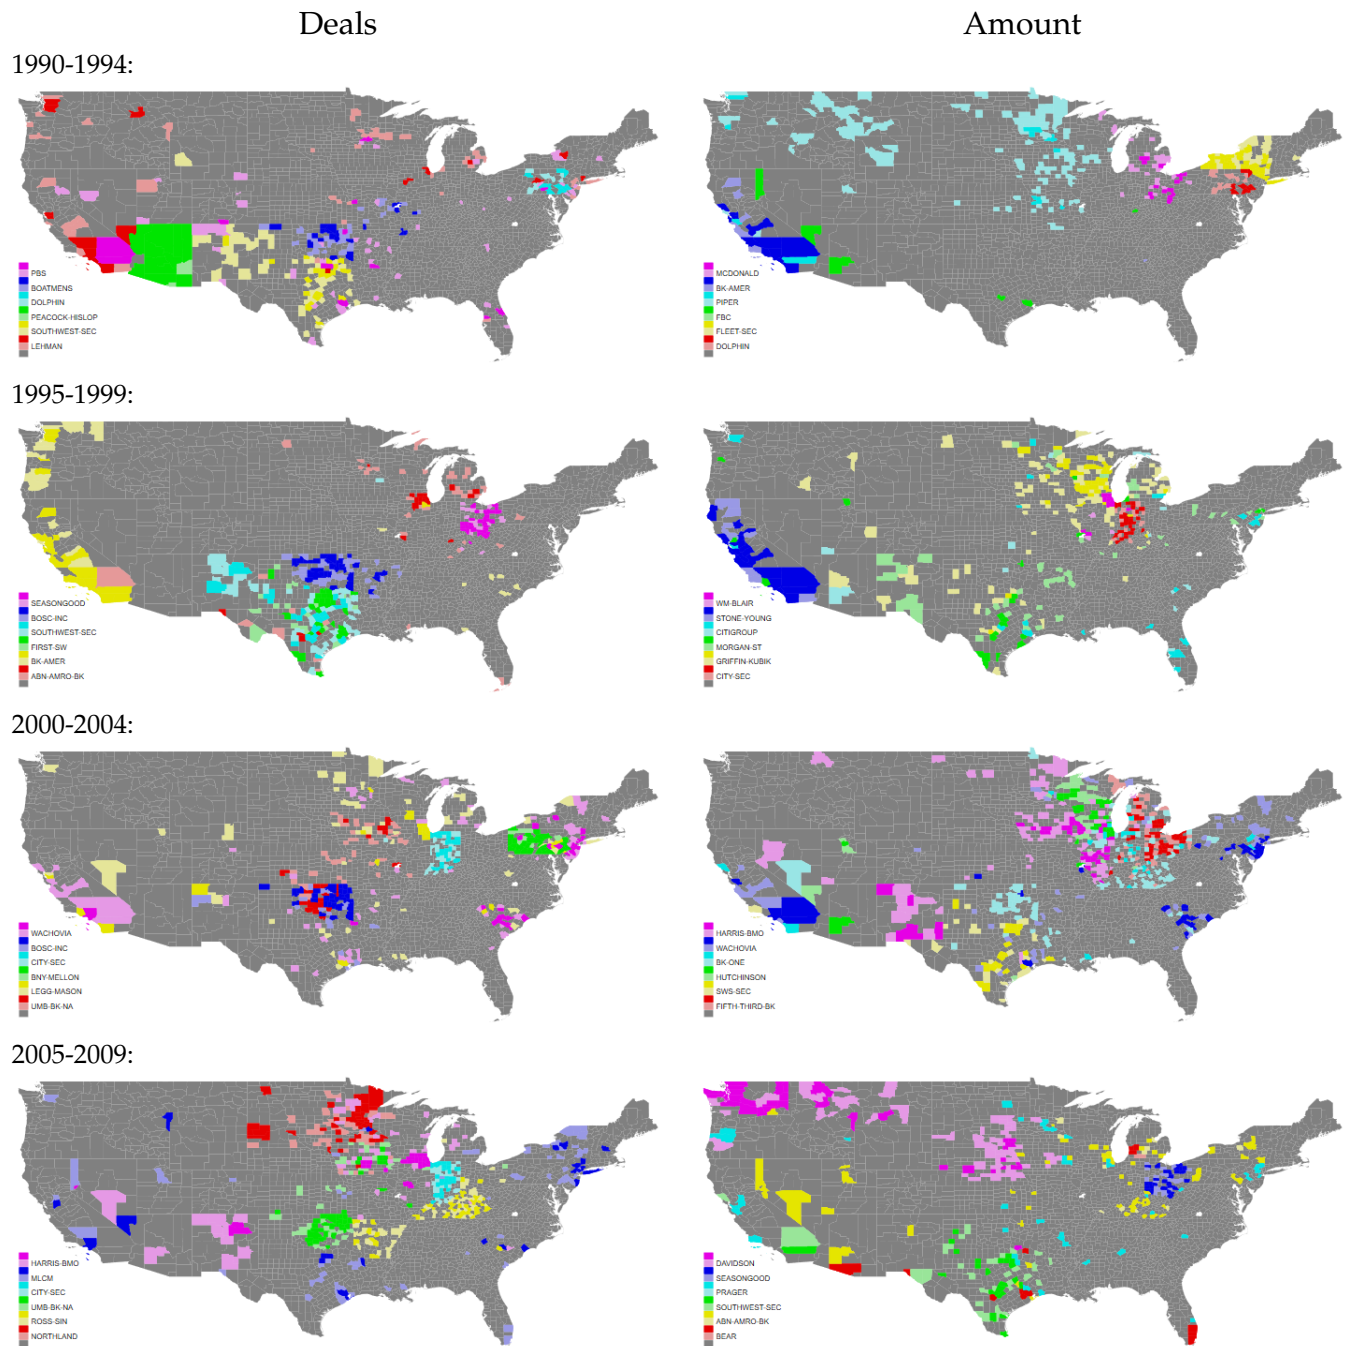 Deals Amount
1990-1994:
PBS
BOATMENS
DOLPHIN
PEACOCK-HISLOP
SOUTHWEST-SEC
LEHMAN
MCDONALD
BK-AMER
PIPER
FBC
FLEET-SEC
DOLPHIN
1995-1999:
SEASONGOOD
BOSC-INC
SOUTHWEST-SEC
FIRST-SW
BK-AMER
ABN-AMRO-BK
WM-BLAIR
STONE-YOUNG
CITIGROUP
MORGAN-ST
GRIFFIN-KUBIK
CITY-SEC
2000-2004:
WACHOVIA
BOSC-INC
CITY-SEC
BNY-MELLON
LEGG-MASON
UMB-BK-NA
HARRIS-BMO
WACHOVIA
BK-ONE
HUTCHINSON
SWS-SEC
FIFTH-THIRD-BK
2005-2009:
HARRIS-BMO
MLCM
CITY-SEC
UMB-BK-NA
ROSS-SIN
NORTHLAND
DAVIDSON
SEASONGOOD
PRAGER
SOUTHWEST-SEC
ABN-AMRO-BK
BEAR